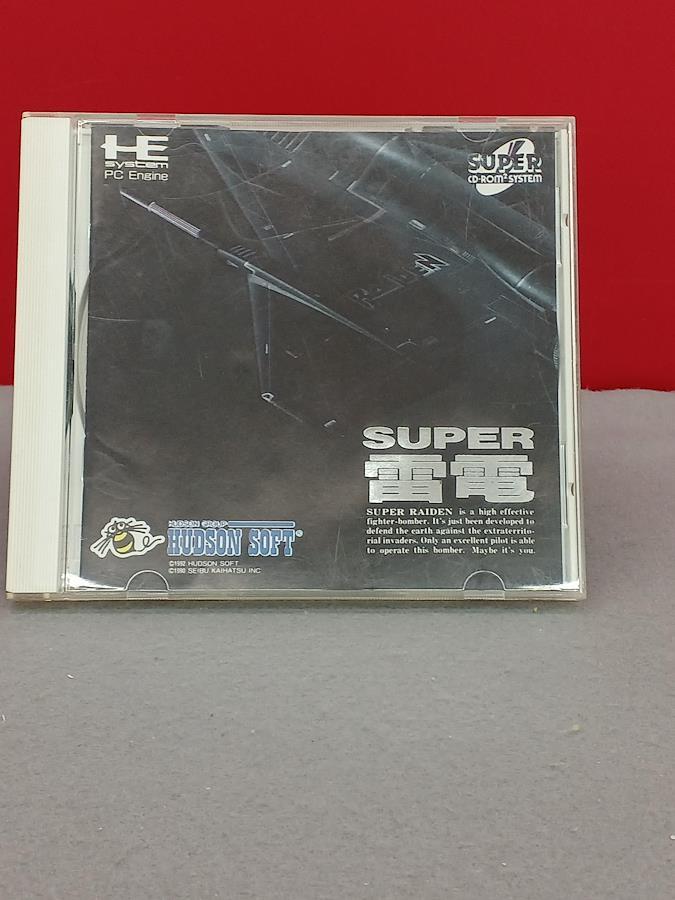 HE
system
PC Engine
SUPER
CD-ROM² SYSTEM
RAIDEN
SUPER
雷電
SUPER RAIDEN is a high effective
fighter-bomber. It's just been developed to
defend the earth against the extraterrito-
rial invaders. Only an excellent pilot is able
to operate this bomber. Maybe it's you.
HUDSON GROUP
HUDSON SOFT®
©1992 HUDSON SOFT
©1990 SEIBU KAIHATSU INC